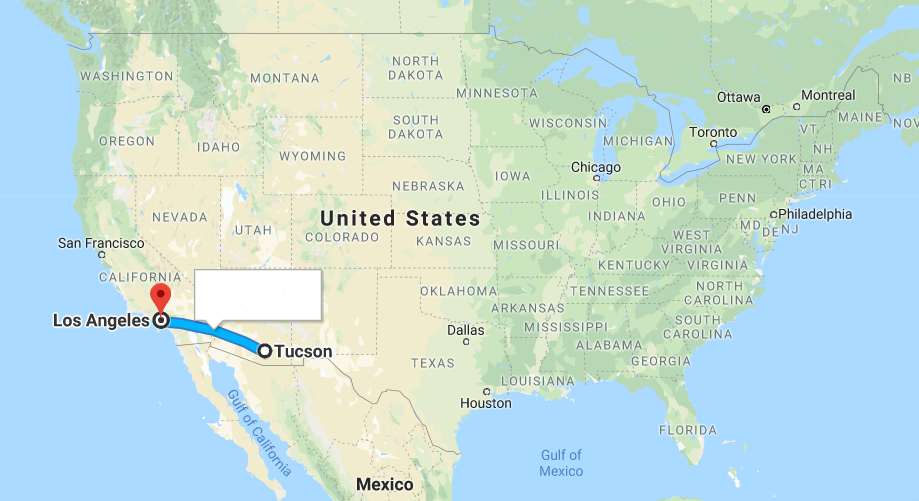 WASHINGTON
MONTANA
NORTH
DAKOTA
MINNESOTA
Ottawa
Montreal
NB
MAINE
NOV
OREGON
IDAHO
SOUTH
DAKOTA
WISCONSIN
MICHIGAN
Toronto
VT
NH
NEW YORK
WYOMING
Chicago
MA
CT
RI
NEBRASKA
IOWA
ILLINOIS
INDIANA
OHIO
PENN
Philadelphia
MD
DE
NJ
NEVADA
UTAH
United States
COLORADO
KANSAS
MISSOURI
WEST
VIRGINIA
KENTUCKY
VIRGINIA
San Francisco
CALIFORNIA
OKLAHOMA
TENNESSEE
NORTH
CAROLINA
ARKANSAS
SOUTH
CAROLINA
Los Angeles
Dallas
MISSISSIPPI
ALABAMA
GEORGIA
Tucson
TEXAS
LOUISIANA
Houston
Gulf of California
FLORIDA
Gulf of
Mexico
Mexico